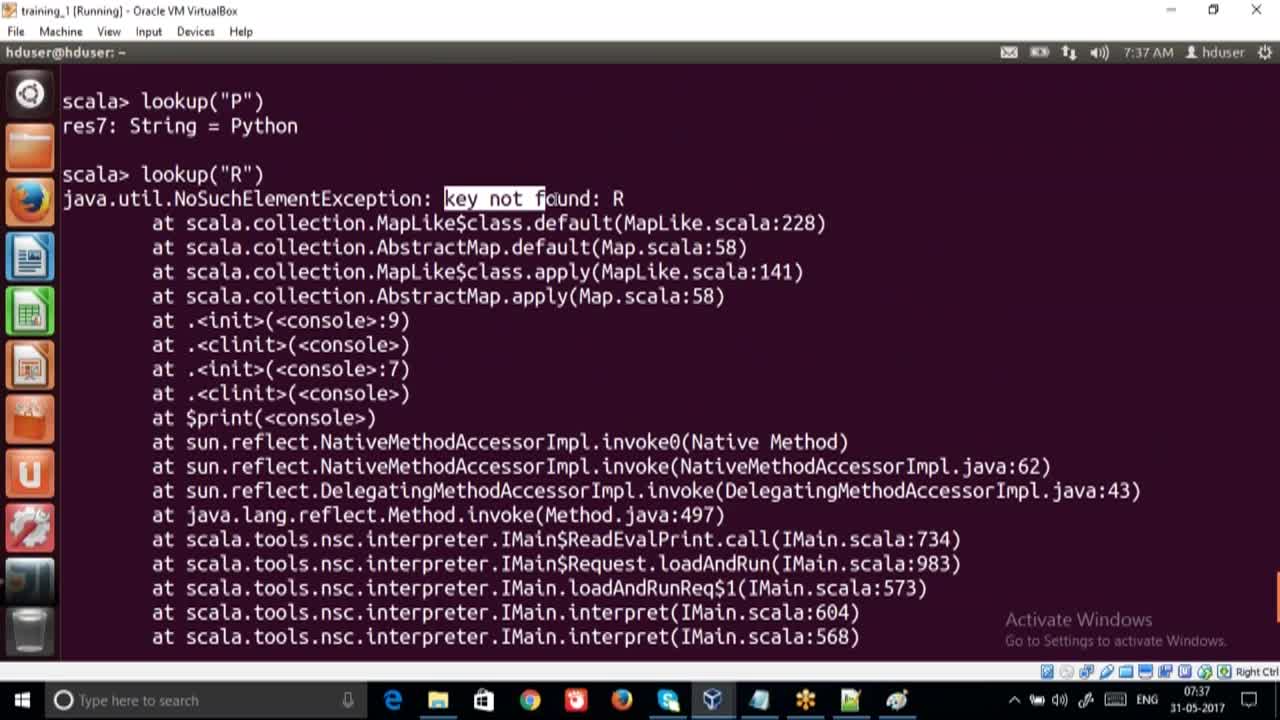 training_1 [Running] - Oracle VM VirtualBox
File Machine View Input Devices Help
hduser@hduser: ~
7:37 AM hduser
scala> lookup("P")
res7: String = Python
scala> lookup("R")
java.util.NoSuchElementException: key not found: R
at scala.collection.MapLike$class.default(MapLike.scala:228)
at scala.collection.AbstractMap.default(Map.scala:58)
at scala.collection.MapLike$class.apply(MapLike.scala:141)
at scala.collection.AbstractMap.apply(Map.scala:58)
at .<init>(<console>:9)
at .<clinit>(<console>)
at .<init>(<console>:7)
at .<clinit>(<console>)
at $print(<console>)
at sun.reflect.NativeMethodAccessorImpl.invoke0(Native Method)
at sun.reflect.NativeMethodAccessorImpl.invoke(NativeMethodAccessorImpl.java:62)
at sun.reflect.DelegatingMethodAccessorImpl.invoke(DelegatingMethodAccessorImpl.java:43)
at java.lang.reflect.Method.invoke(Method.java:497)
at scala.tools.nsc.interpreter.IMain$ReadEvalPrint.call(IMain.scala:734)
at scala.tools.nsc.interpreter.IMain$Request.loadAndRun(IMain.scala:983)
at scala.tools.nsc.interpreter.IMain.loadAndRunReq$1(IMain.scala:573)
at scala.tools.nsc.interpreter.IMain.interpret(IMain.scala:604)
at scala.tools.nsc.interpreter.IMain.interpret(IMain.scala:568)
Activate Windows
Go to Settings to activate Windows.
Right Ctrl
Type here to search
ENG
07:37
31-05-2017